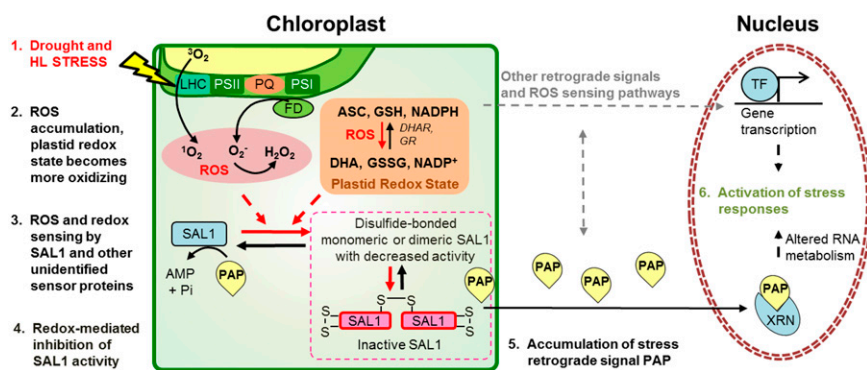 Chloroplast
Nucleus
1. Drought and
HL STRESS
³O₂
LHC
PSII
PQ
PSI
FD
2. ROS
accumulation,
plastid redox
state becomes
more oxidizing
¹O₂
O₂⁻
H₂O₂
ROS
ASC, GSH, NADPH
ROS
DHAR,
GR
DHA, GSSG, NADP⁺
Plastid Redox State
Other retrograde signals
and ROS sensing pathways
TF
Gene
transcription
6. Activation of stress
responses
Altered RNA
metabolism
PAP
XRN
3. ROS and redox
sensing by
SAL1 and other
unidentified
sensor proteins
SAL1
AMP
+ Pi
PAP
Disulfide-bonded
monomeric or dimeric SAL1
with decreased activity
S
S
S
S
S
S
SAL1
SAL1
Inactive SAL1
PAP
PAP
PAP
PAP
4. Redox-mediated
inhibition of
SAL1 activity
5. Accumulation of stress
retrograde signal PAP